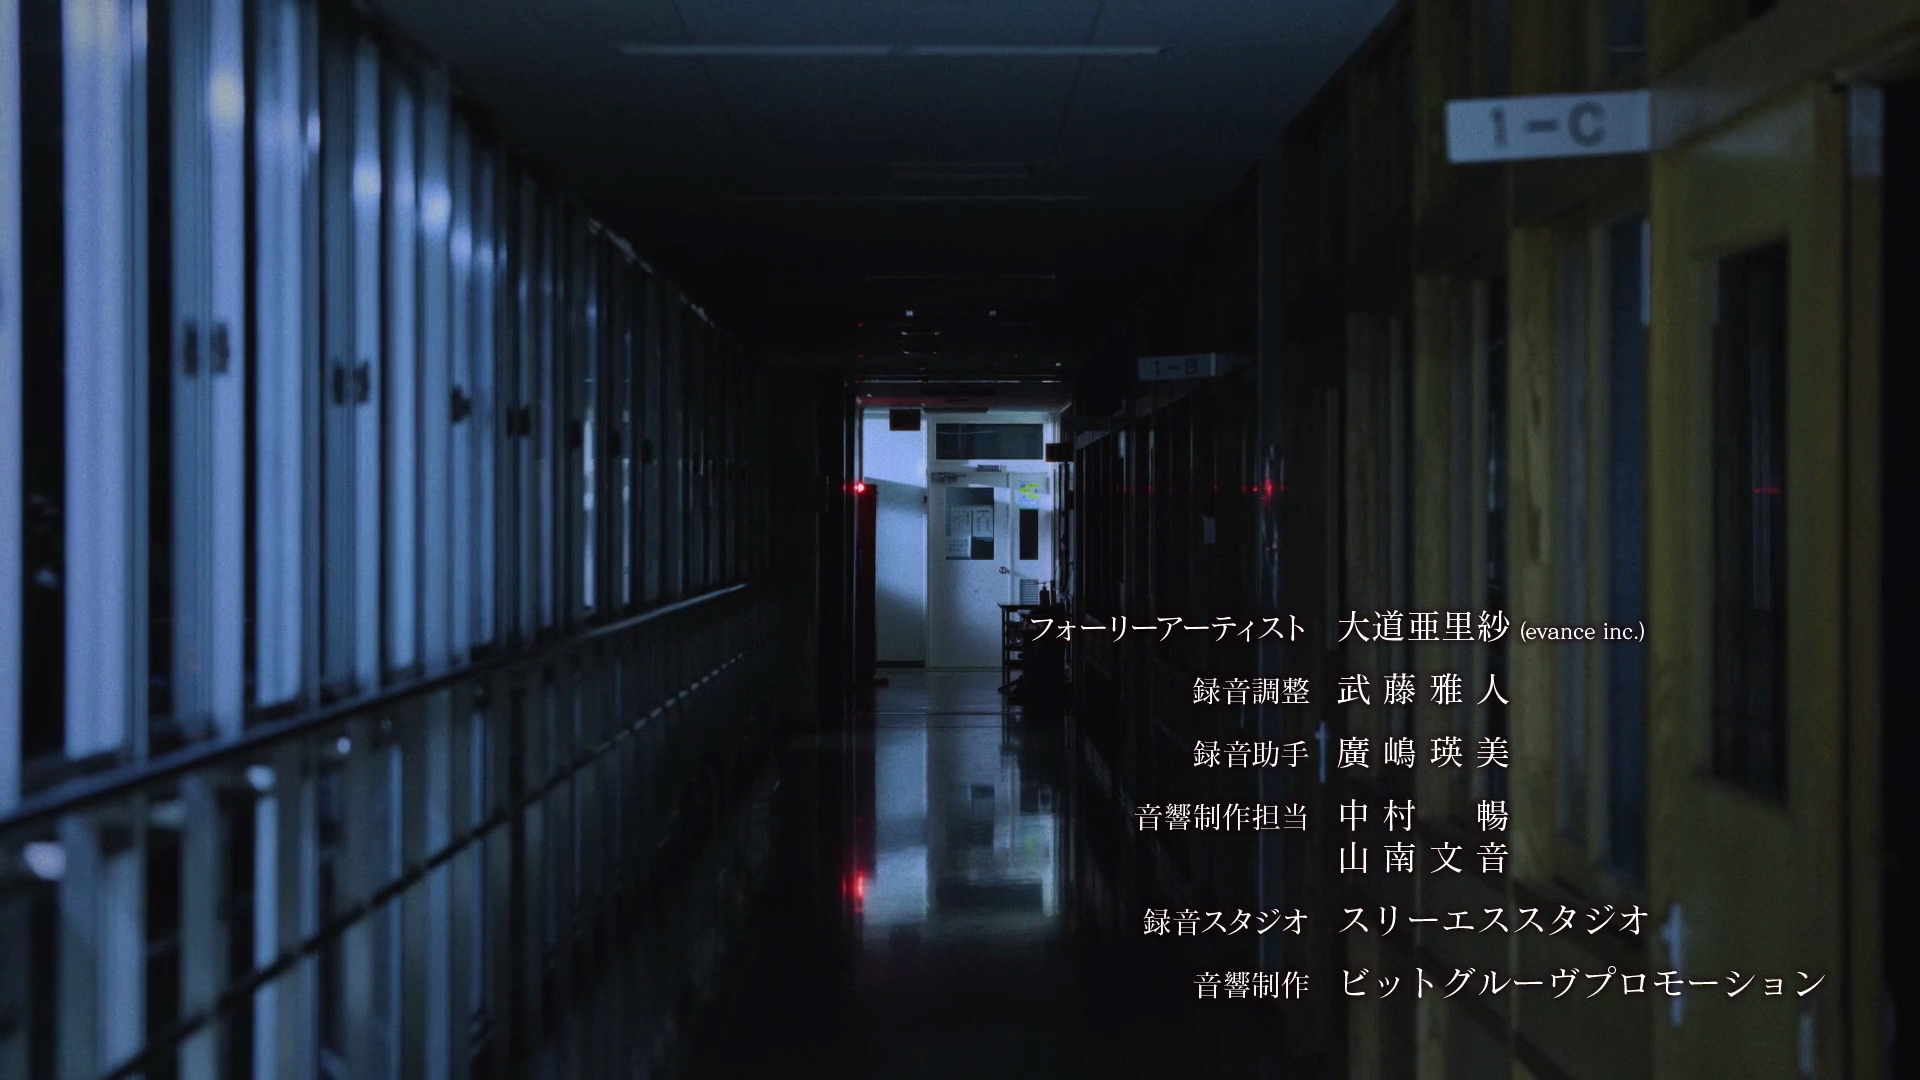 1-C
1-B
フォーリーアーティスト 大道亜里紗 (evance inc.)
録音調整 武藤雅人
録音助手 廣嶋瑛美
音響制作担当 中村 暢
山南文音
録音スタジオ スリーエススタジオ
音響制作 ビットグルーヴプロモーション